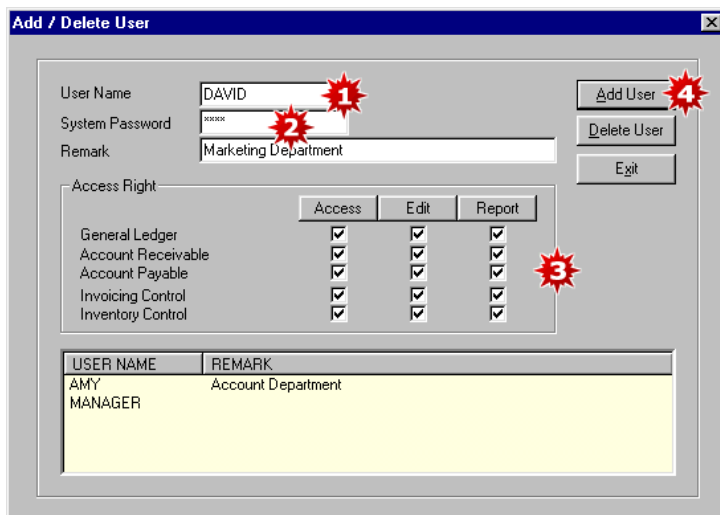 Add / Delete User
User Name DAVID 1 Add User 4
System Password **** 2 Delete User
Remark Marketing Department
Exit
Access Right
Access Edit Report
General Ledger
Account Receivable
Account Payable 3
Invoicing Control
Inventory Control
USER NAME REMARK
AMY Account Department
MANAGER